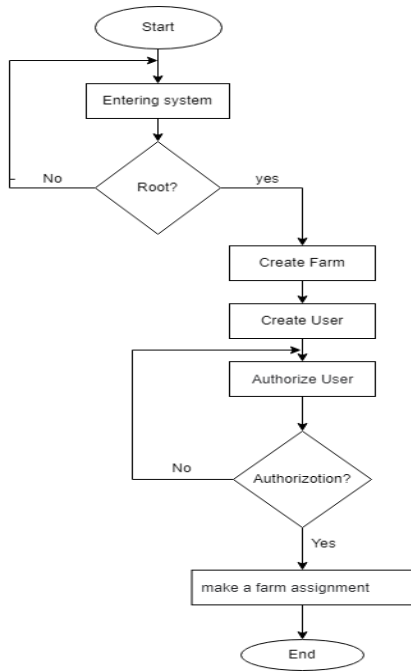 Start
Entering system
Root?
No
yes
Create Farm
Create User
Authorize User
Authorizotion?
No
Yes
make a farm assignment
End